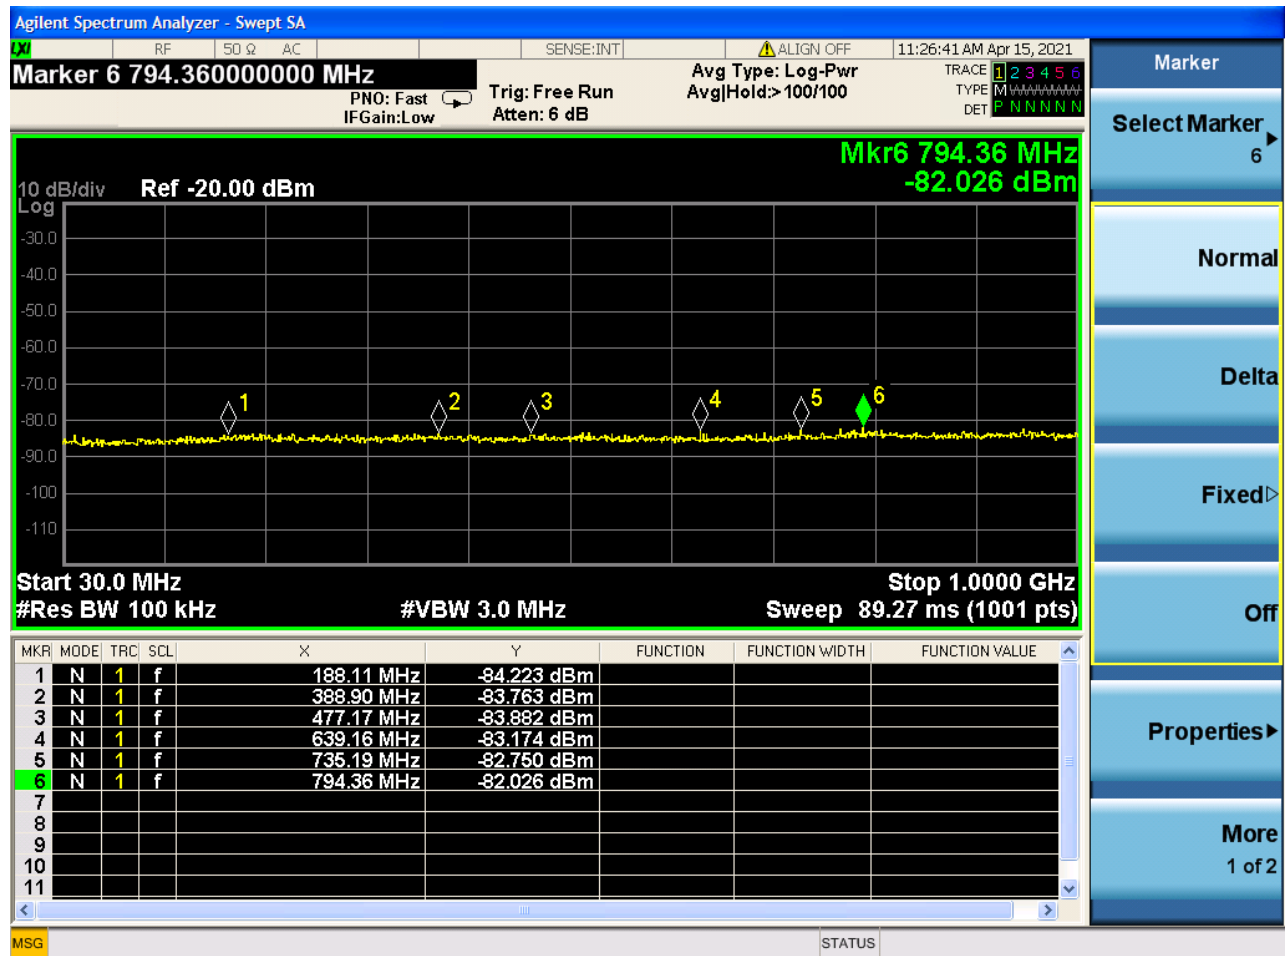 Agilent Spectrum Analyzer - Swept SA
LXI RF 50 Ω AC SENSE:INT ALIGN OFF 11:26:41 AM Apr 15, 2021
Marker 6 794.360000000 MHz
PNO: Fast
IFGain:Low
Trig: Free Run
Atten: 6 dB
Avg Type: Log-Pwr
Avg|Hold:>100/100
TRACE 1 2 3 4 5 6
TYPE M WWWWW
DET P N N N N N
Mkr6 794.36 MHz
-82.026 dBm
10 dB/div Ref -20.00 dBm
Log
-30.0
-40.0
-50.0
-60.0
-70.0
-80.0
-90.0
-100
-110
1 2 3 4 5 6
Start 30.0 MHz Stop 1.0000 GHz
#Res BW 100 kHz #VBW 3.0 MHz Sweep 89.27 ms (1001 pts)
MKR MODE TRC SCL X Y FUNCTION FUNCTION WIDTH FUNCTION VALUE
1 N 1 f 188.11 MHz -84.223 dBm
2 N 1 f 388.90 MHz -83.763 dBm
3 N 1 f 477.17 MHz -83.882 dBm
4 N 1 f 639.16 MHz -83.174 dBm
5 N 1 f 735.19 MHz -82.750 dBm
6 N 1 f 794.36 MHz -82.026 dBm
7
8
9
10
11
MSG STATUS
Marker
Select Marker
6
Normal
Delta
Fixed
Off
Properties
More
1 of 2